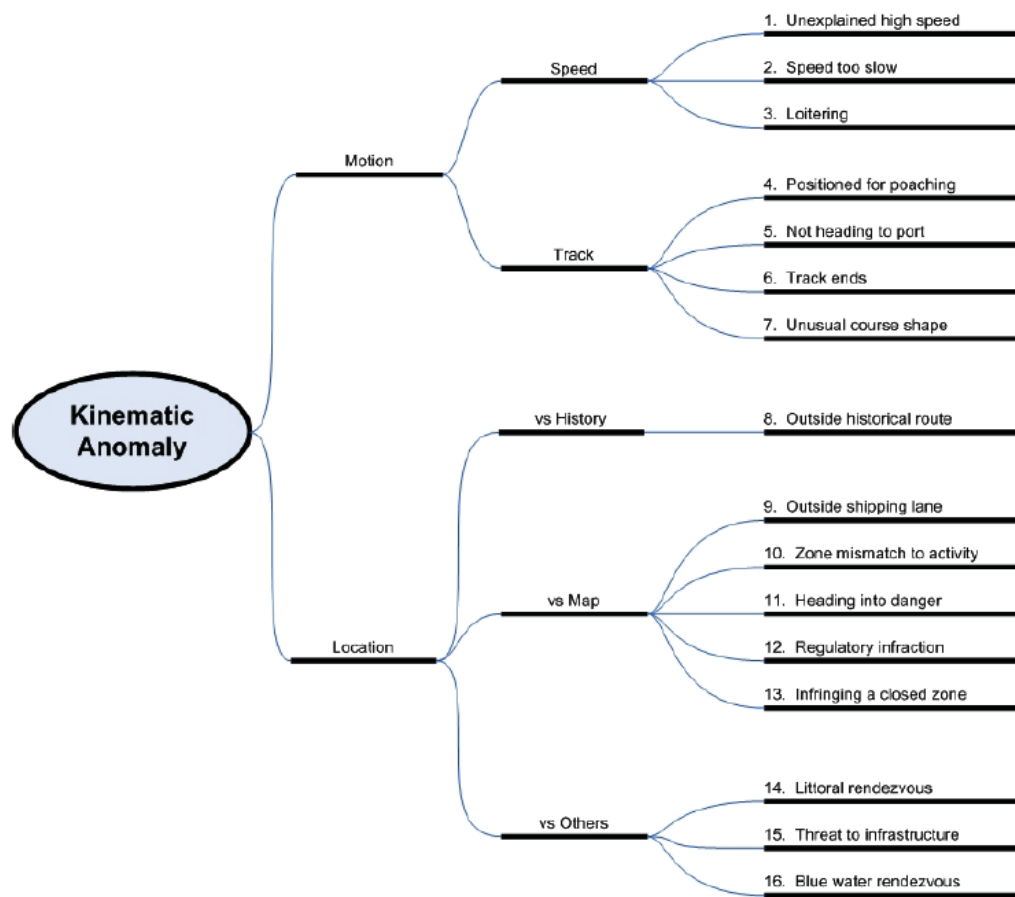 Kinematic
Anomaly
Motion
Speed
1. Unexplained high speed
2. Speed too slow
3. Loitering
Track
4. Positioned for poaching
5. Not heading to port
6. Track ends
7. Unusual course shape
Location
vs History
8. Outside historical route
vs Map
9. Outside shipping lane
10. Zone mismatch to activity
11. Heading into danger
12. Regulatory infraction
13. Infringing a closed zone
vs Others
14. Littoral rendezvous
15. Threat to infrastructure
16. Blue water rendezvous